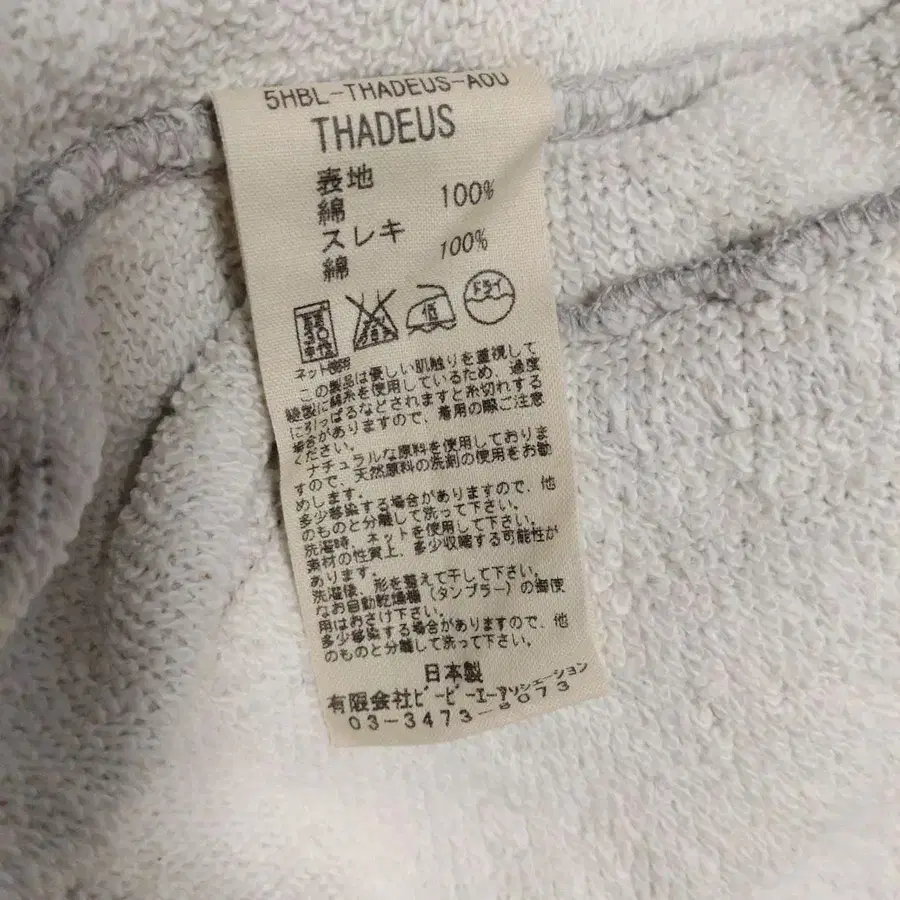 5HBL-THADEUS-A00
THADEUS
表地
綿 100%
スレキ
綿 100%
30
低
ドライ
ネット使用
この製品は優しい肌触りを重視して
縫製に綿糸を使用しているため、過度
に引っぱるなどされますと糸切れする
場合がありますので、着用の際ご注意
ください。
ナチュラルな原料を使用しておりま
すので、天然原料の洗剤の使用をお勧
めします。
多少移染する場合がありますので、他
のものと分離して洗って下さい。
洗濯時、ネットを使用して下さい。
素材の性質上、多少収縮する可能性が
あります。
洗濯後、形を整えて干して下さい。
なお自動乾燥機（タンブラー）の御使
用はおさけ下さい。
多少移染する場合がありますので、他
のものと分離して洗って下さい。
日本製
有限会社ビービーエーアソシエーション
03-3473-8073